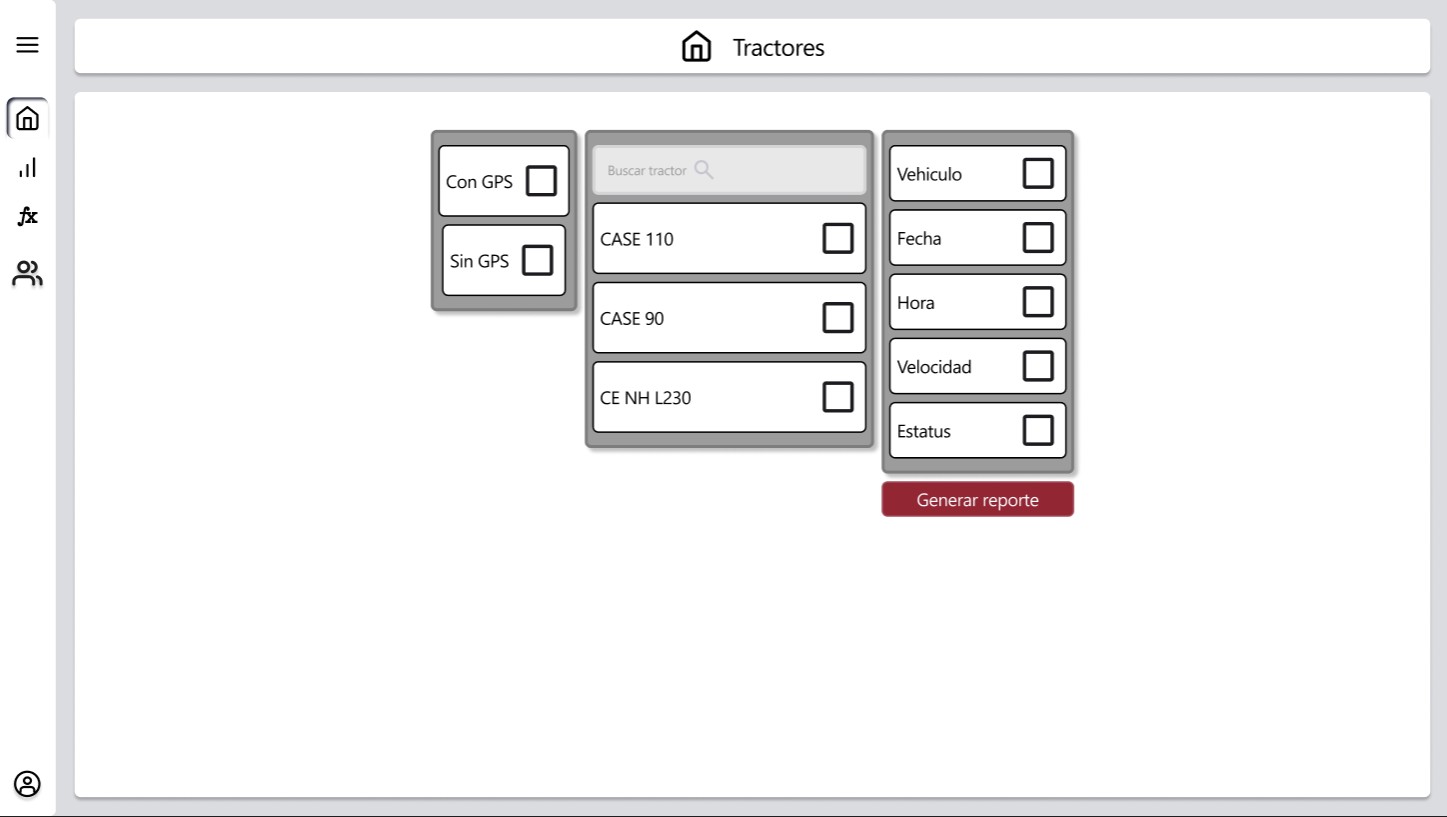 Tractores
Con GPS
Sin GPS
Buscar tractor
CASE 110
CASE 90
CE NH L230
Vehiculo
Fecha
Hora
Velocidad
Estatus
Generar reporte
fx